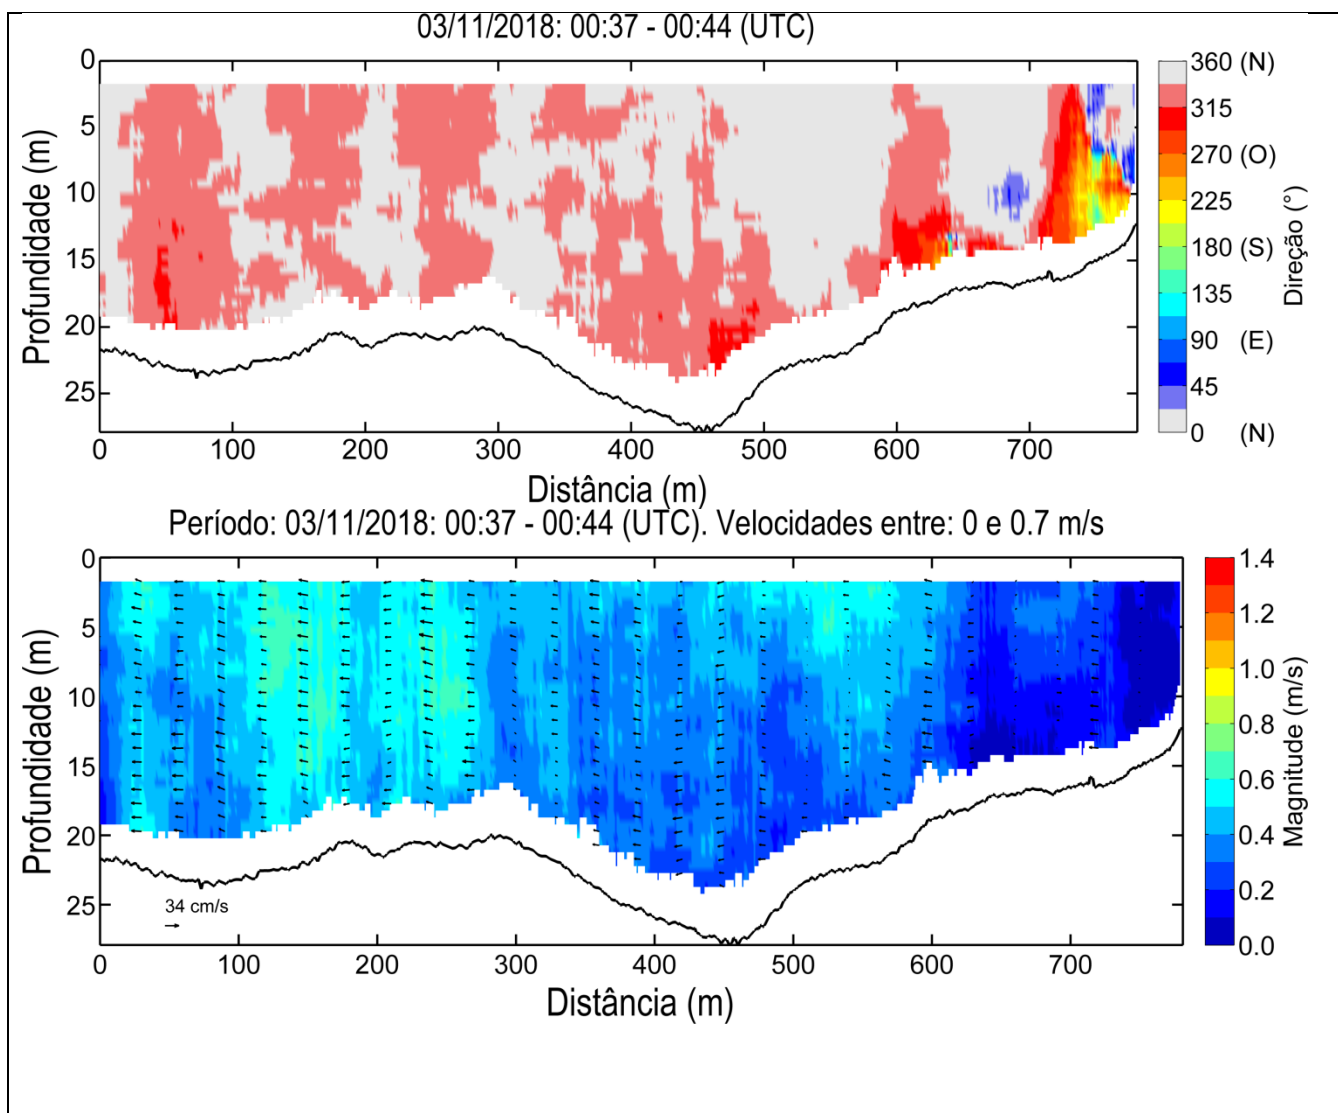 03/11/2018: 00:37 - 00:44 (UTC)
0
5
10
15
20
25
Profundidade (m)
0 100 200 300 400 500 600 700
Distância (m)
360 (N)
315
270 (O)
225
180 (S)
135
90 (E)
45
0 (N)
Direção (°)
Período: 03/11/2018: 00:37 - 00:44 (UTC). Velocidades entre: 0 e 0.7 m/s
0
5
10
15
20
25
Profundidade (m)
34 cm/s
0 100 200 300 400 500 600 700
Distância (m)
1.4
1.2
1.0
0.8
0.6
0.4
0.2
0.0
Magnitude (m/s)